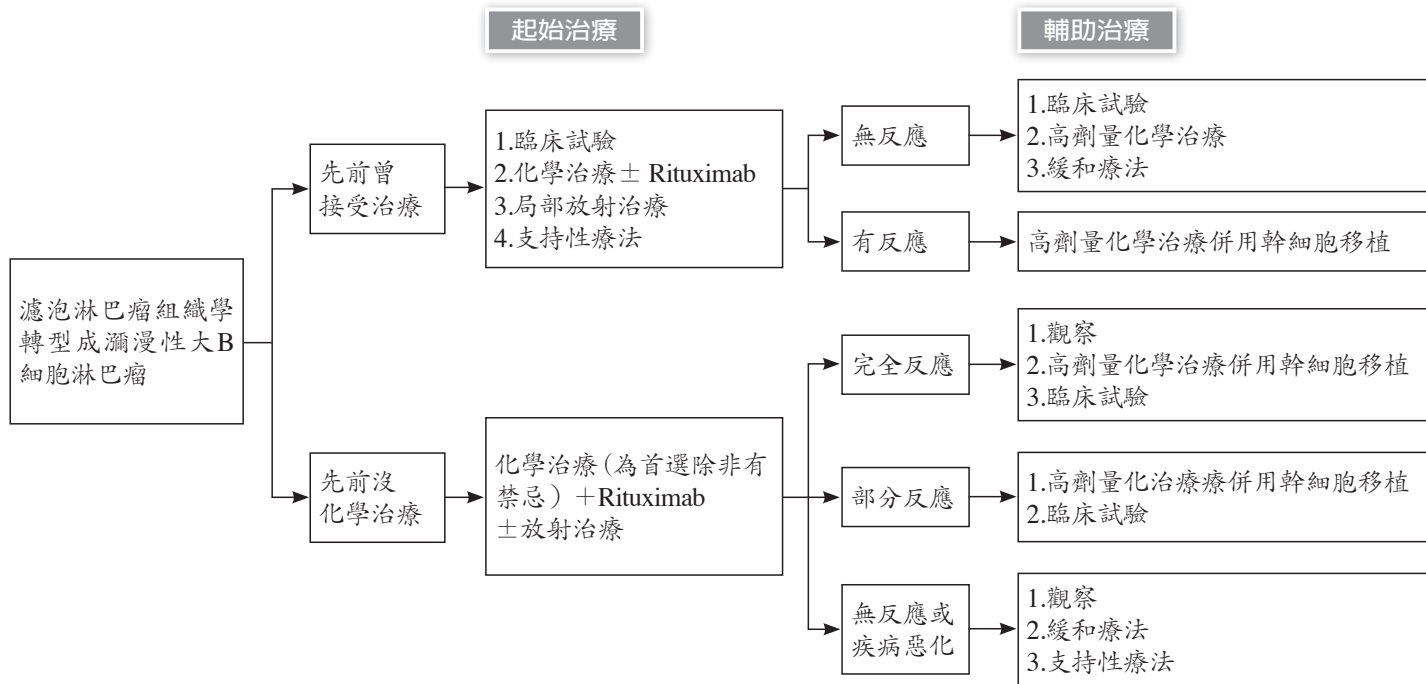 起始治療
輔助治療
濾泡淋巴瘤組織學
轉型成瀰漫性大B
細胞淋巴瘤
先前曾
接受治療
1.臨床試驗
2.化學治療± Rituximab
3.局部放射治療
4.支持性療法
無反應
1.臨床試驗
2.高劑量化學治療
3.緩和療法
有反應
高劑量化學治療併用幹細胞移植
先前沒
化學治療
化學治療(為首選除非有
禁忌）＋Rituximab
±放射治療
完全反應
1.觀察
2.高劑量化學治療併用幹細胞移植
3.臨床試驗
部分反應
1.高劑量化治療療併用幹細胞移植
2.臨床試驗
無反應或
疾病惡化
1.觀察
2.緩和療法
3.支持性療法